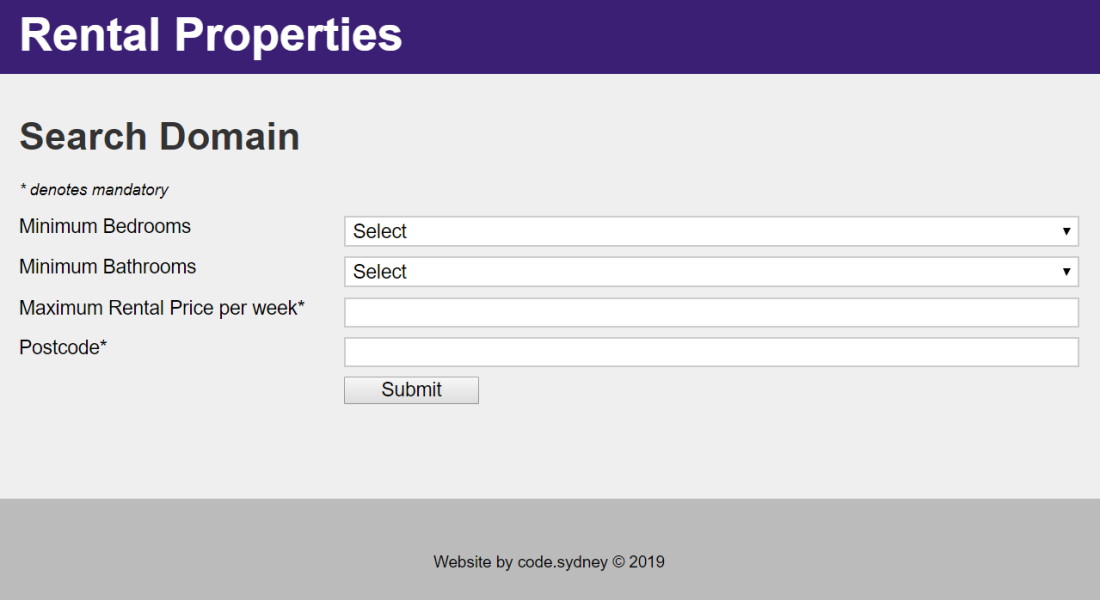 Rental Properties
Search Domain
* denotes mandatory
Minimum Bedrooms
Select
Minimum Bathrooms
Select
Maximum Rental Price per week*
Postcode*
Submit
Website by code.sydney © 2019